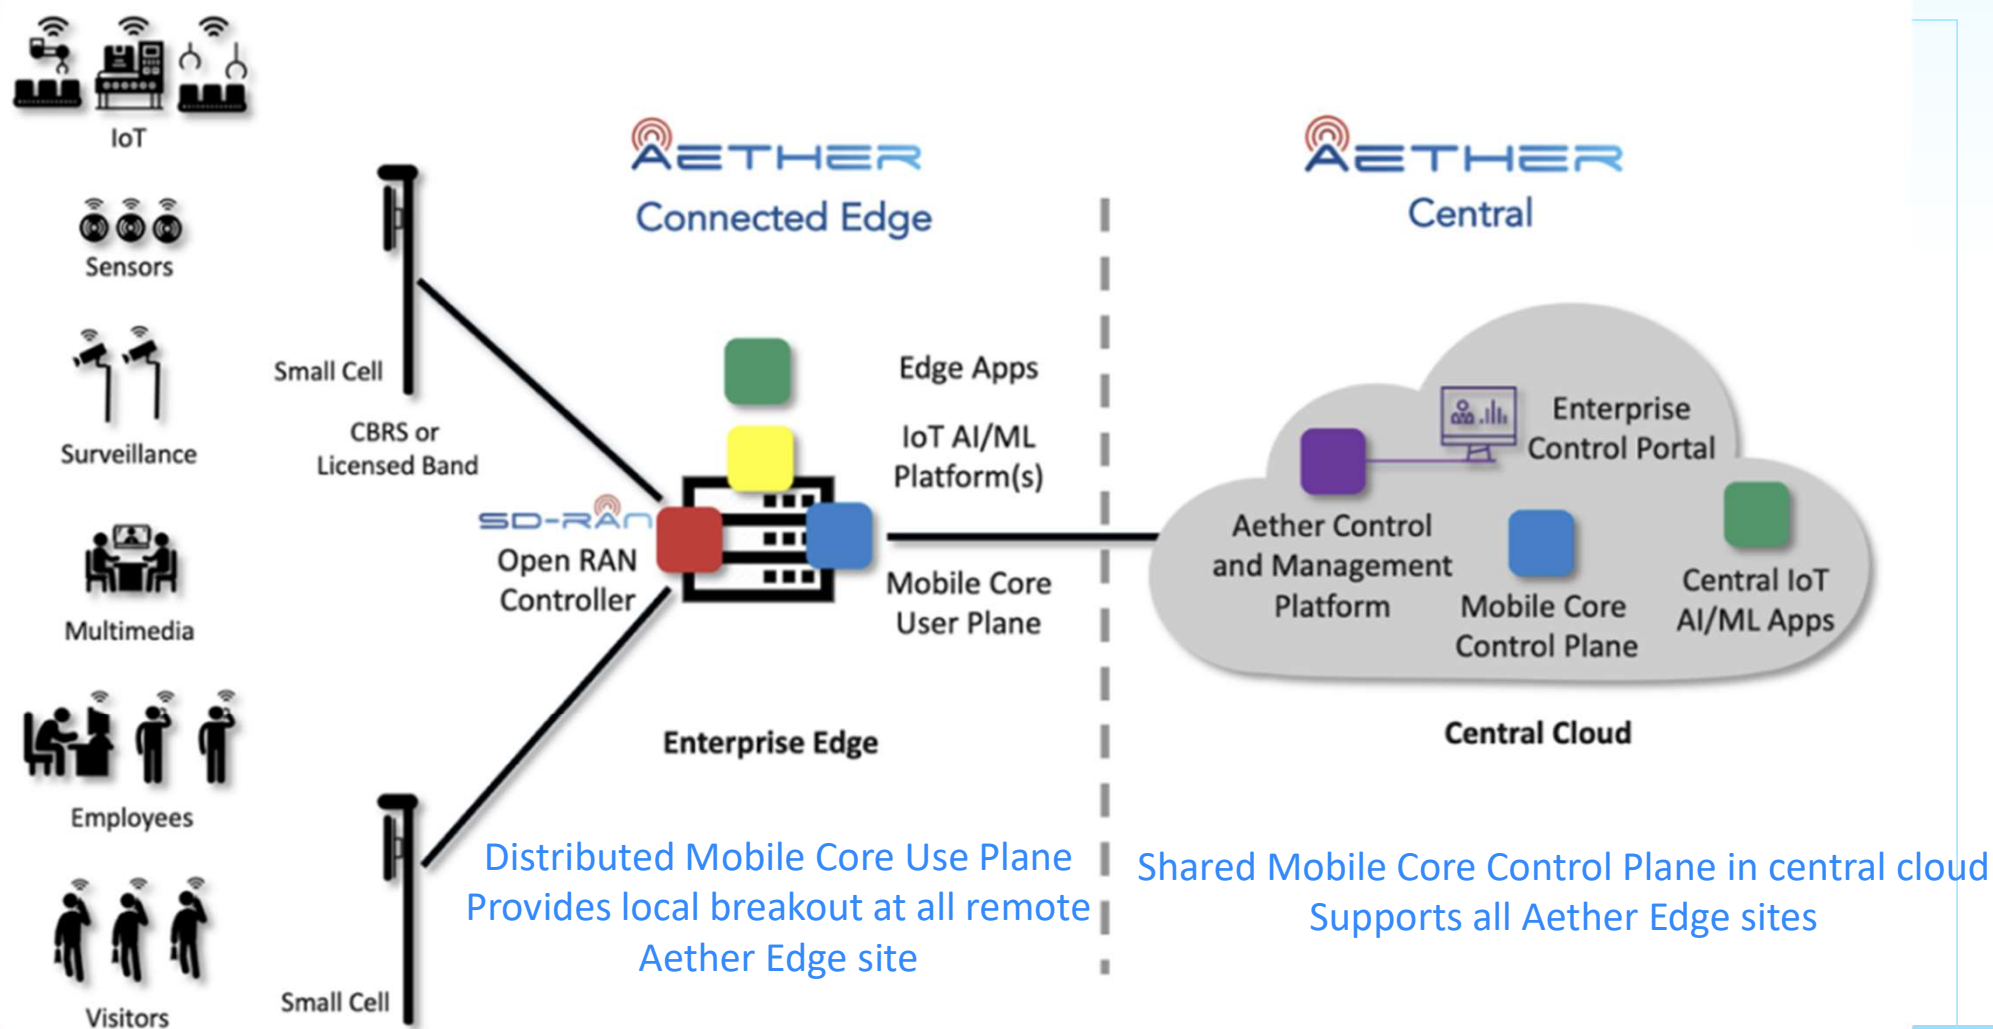 IoT
Sensors
Surveillance
Multimedia
Employees
Visitors
Small Cell
CBRS or
Licensed Band
Small Cell
AETHER
Connected Edge
Edge Apps
IoT AI/ML
Platform(s)
SD-RAN
Open RAN
Controller
Mobile Core
User Plane
Enterprise Edge
Distributed Mobile Core Use Plane
Provides local breakout at all remote
Aether Edge site
AETHER
Central
Enterprise
Control Portal
Aether Control
and Management
Platform
Mobile Core
Control Plane
Central IoT
AI/ML Apps
Central Cloud
Shared Mobile Core Control Plane in central cloud
Supports all Aether Edge sites